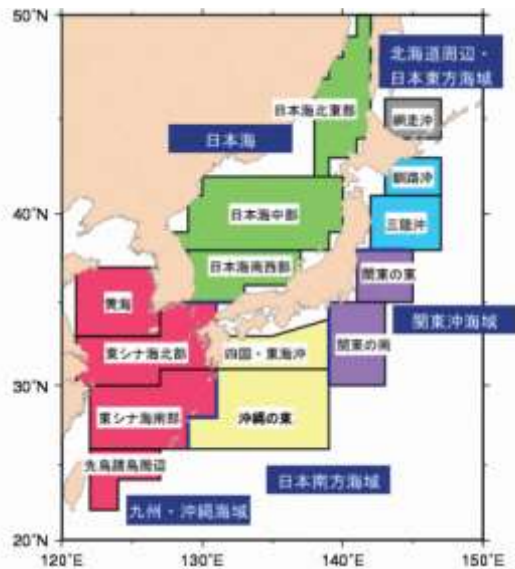 50°N
北海道周辺・
日本東方海域
日本海北東部
網走沖
日本海
釧路沖
40°N
日本海中部
三陸沖
日本海南西部
関東の東
黄海
関東沖海域
東シナ海北部
四国・東海沖
関東の南
30°N
東シナ海南部
沖縄の東
先島諸島周辺
日本南方海域
九州・沖縄海域
20°N
120°E
130°E
140°E
150°E